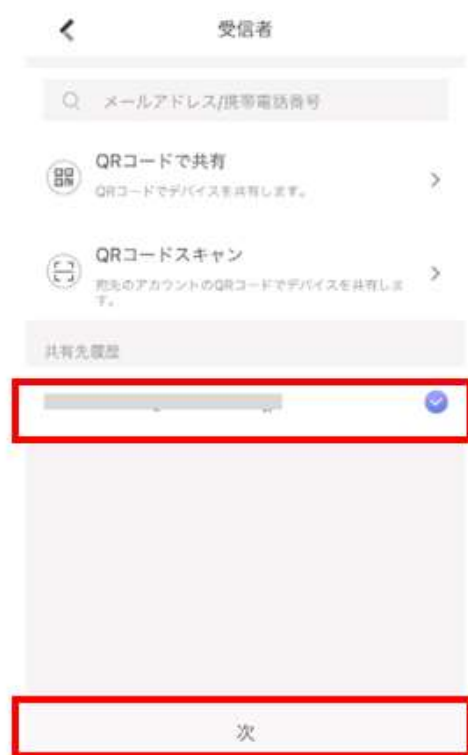 受信者
メールアドレス/携帯電話番号
QRコードで共有
QRコードでデバイスを共有します。
QRコードスキャン
宛先のアカウントのQRコードでデバイスを共有しま
す。
共有先履歴
次